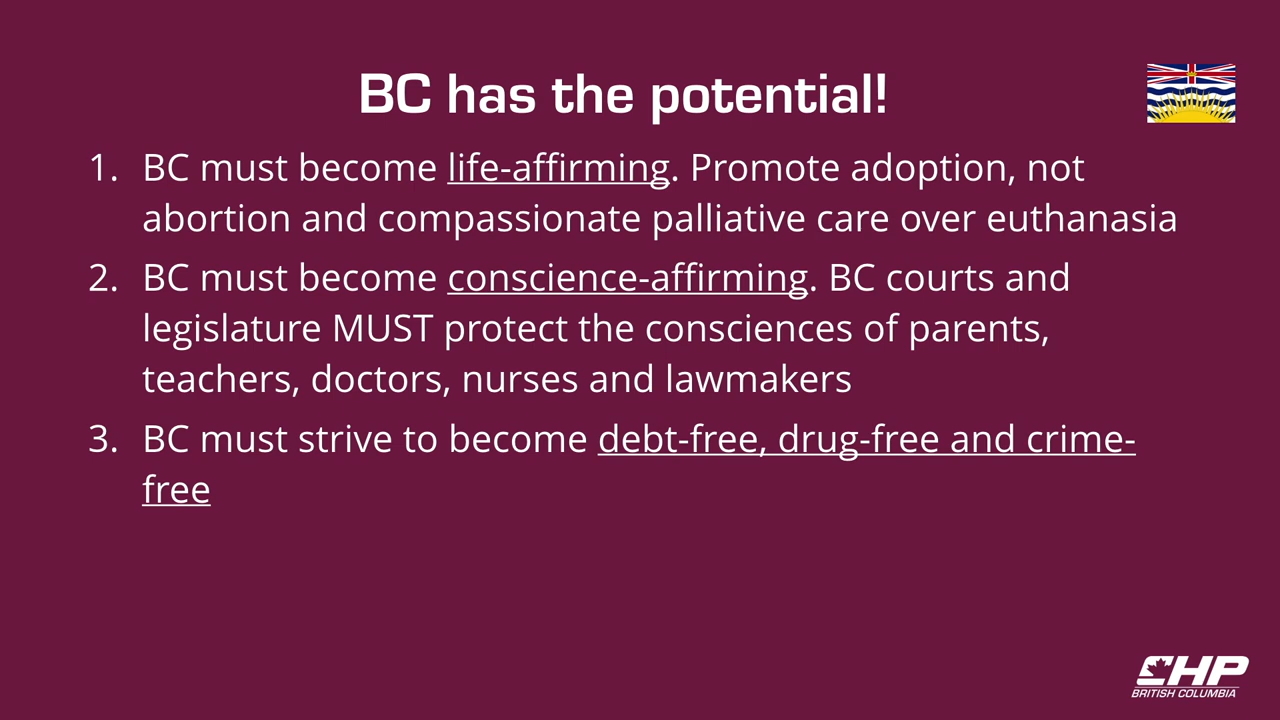 BC has the potential!
1. BC must become life-affirming. Promote adoption, not
abortion and compassionate palliative care over euthanasia
2. BC must become conscience-affirming. BC courts and
legislature MUST protect the consciences of parents,
teachers, doctors, nurses and lawmakers
3. BC must strive to become debt-free, drug-free and crime-
free
CHP
BRITISH COLUMBIA